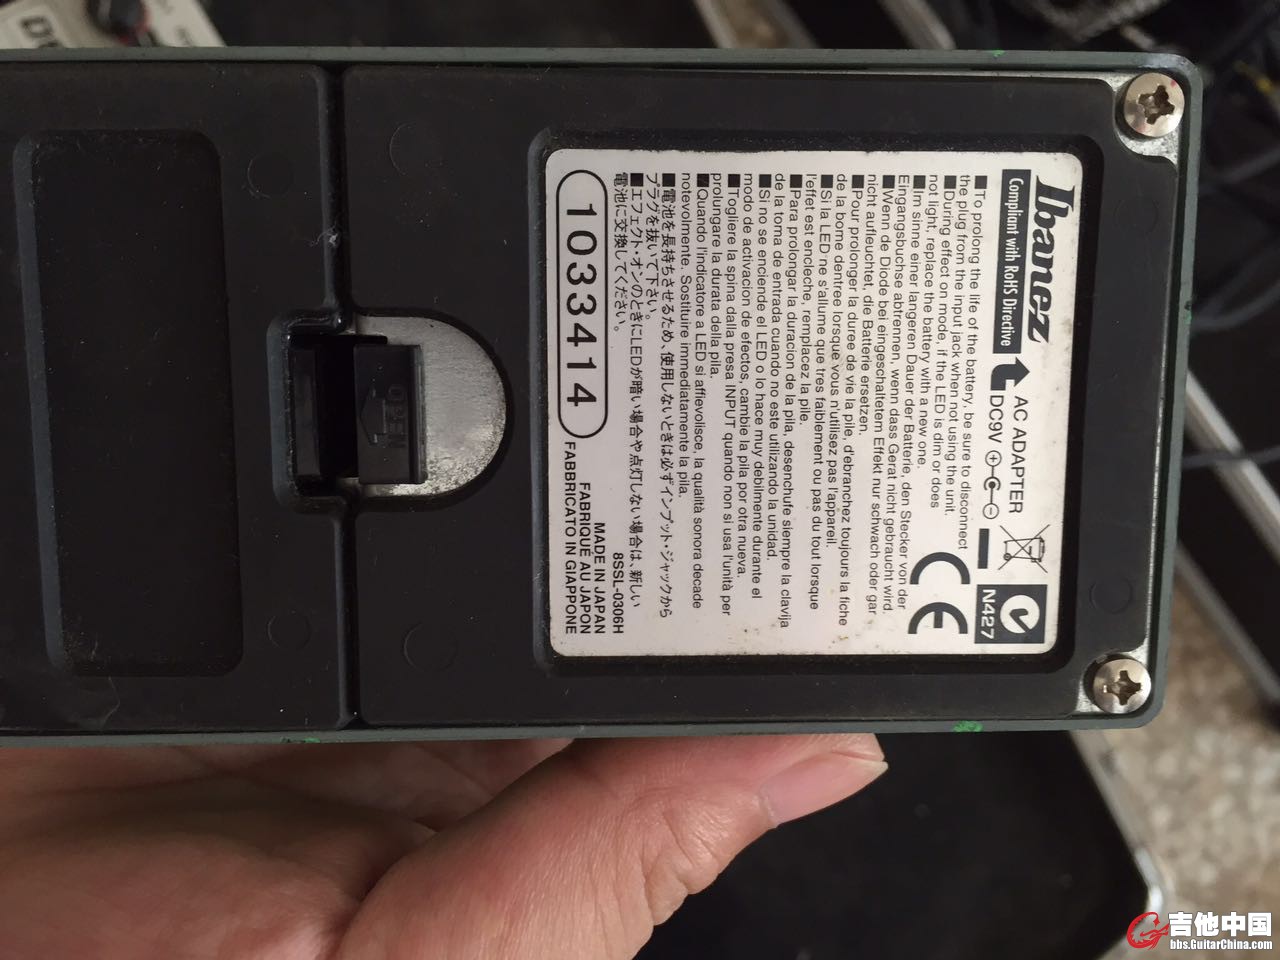 Ibanez
Compliant with RoHS Directive
AC ADAPTER
DC9V
N427
■To prolong the life of the battery, be sure to disconnect
the plug from the input jack when not using the unit.
■During effect on mode, if the LED is dim or does
not light, replace the battery with a new one.
■Im sinne einer langeren Dauer der Batterie, den Stecker von der
Eingangsbuchse abtrennen, wenn dass Gerat nicht gebraucht wird.
■Wenn de Diode bei eingeschaltetem Effekt nur schwach oder gar
nicht aufleuchtet, die Batterie ersetzen.
■Pour prolonger la duree de vie la pile, d'ebranchez toujours la fiche
de la borne dentree lorsque vous n'utilisez pas l'appareil.
■Si la LED ne s'allume que tres faiblement ou pas du tout lorsque
l'effet est encleche, remplacez la pile.
■Para prolongar la duracion de la pila, desenchufe siempre la clavija
de la toma de entrada cuando no este utilizando la unidad.
■Si no se enciende el LED o lo hace muy debilmente durante el
modo de activacion de efectos, cambie la pila por otra nueva.
■Togliere la spina dalla presa INPUT quando non si usa l'unità per
prolungare la durata della pila.
■Quando l'indicatore a LED si affievolisce, la qualità sonora decade
notevolmente. Sostituire immediatamente la pila.
■電池を長持ちさせるため、使用しないときは必ずインプット・ジャックから
プラグを抜いて下さい。
■エフェクト・オンのときにLEDが暗い場合や点灯しない場合は、新しい
電池に交換してください。
8SSL-0306H
1033414
MADE IN JAPAN
FABRIQUÉ AU JAPON
FABBRICATO IN GIAPPONE
OPEN
吉他中国
bbs.GuitarChina.com